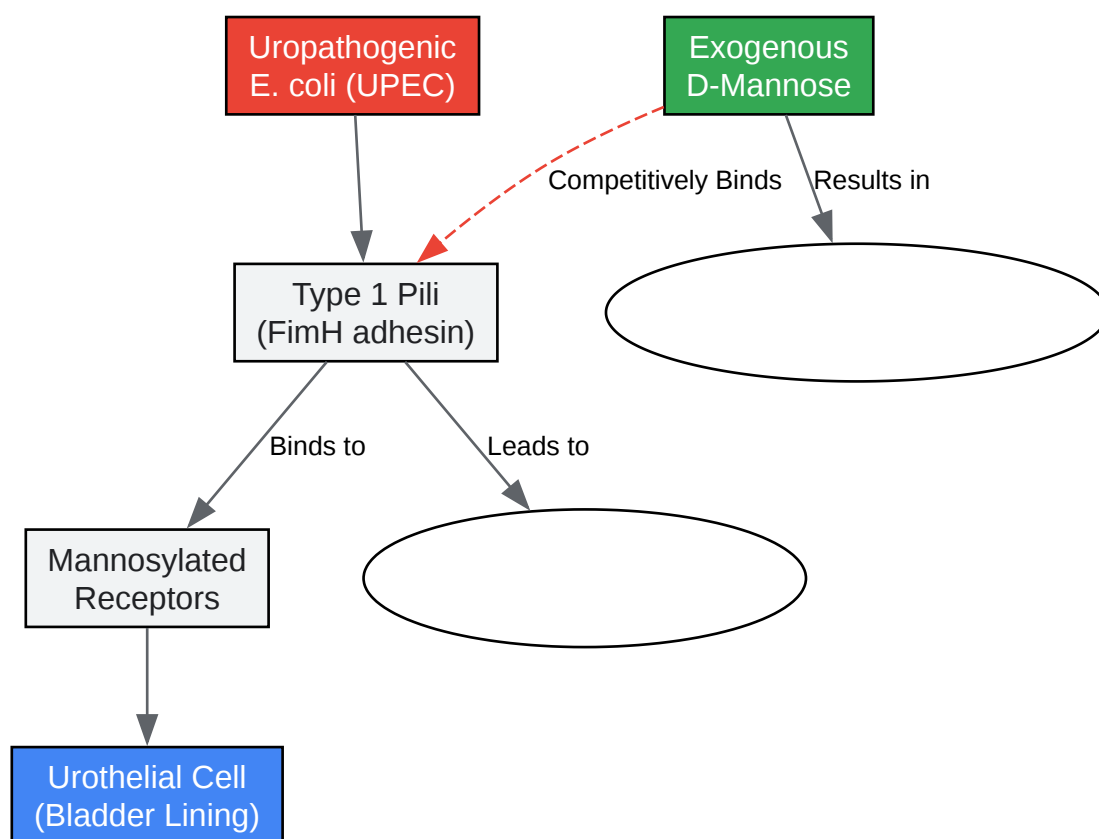 Uropathogenic
E. coli (UPEC)
Exogenous
D-Mannose
Competitively Binds
Results in
Type 1 Pili
(FimH adhesin)
Binds to
Leads to
Mannosylated
Receptors
Urothelial Cell
(Bladder Lining)